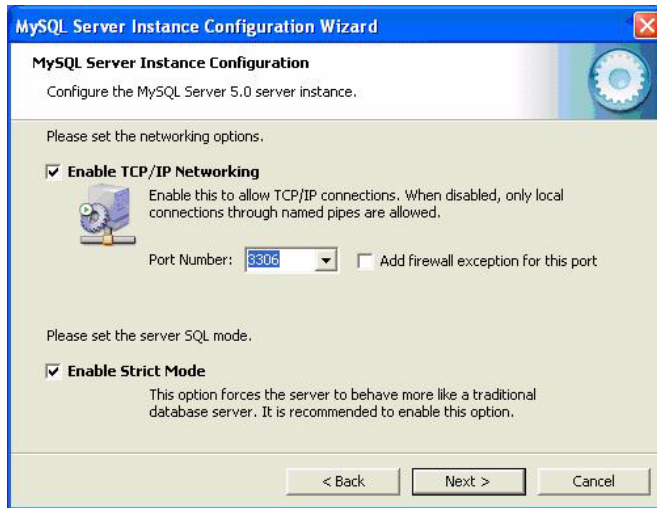 MySQL Server Instance Configuration Wizard
MySQL Server Instance Configuration
Configure the MySQL Server 5.0 server instance.
Please set the networking options.
Enable TCP/IP Networking
Enable this to allow TCP/IP connections. When disabled, only local
connections through named pipes are allowed.
Port Number: 3306 Add firewall exception for this port
Please set the server SQL mode.
Enable Strict Mode
This option forces the server to behave more like a traditional
database server. It is recommended to enable this option.
< Back Next > Cancel